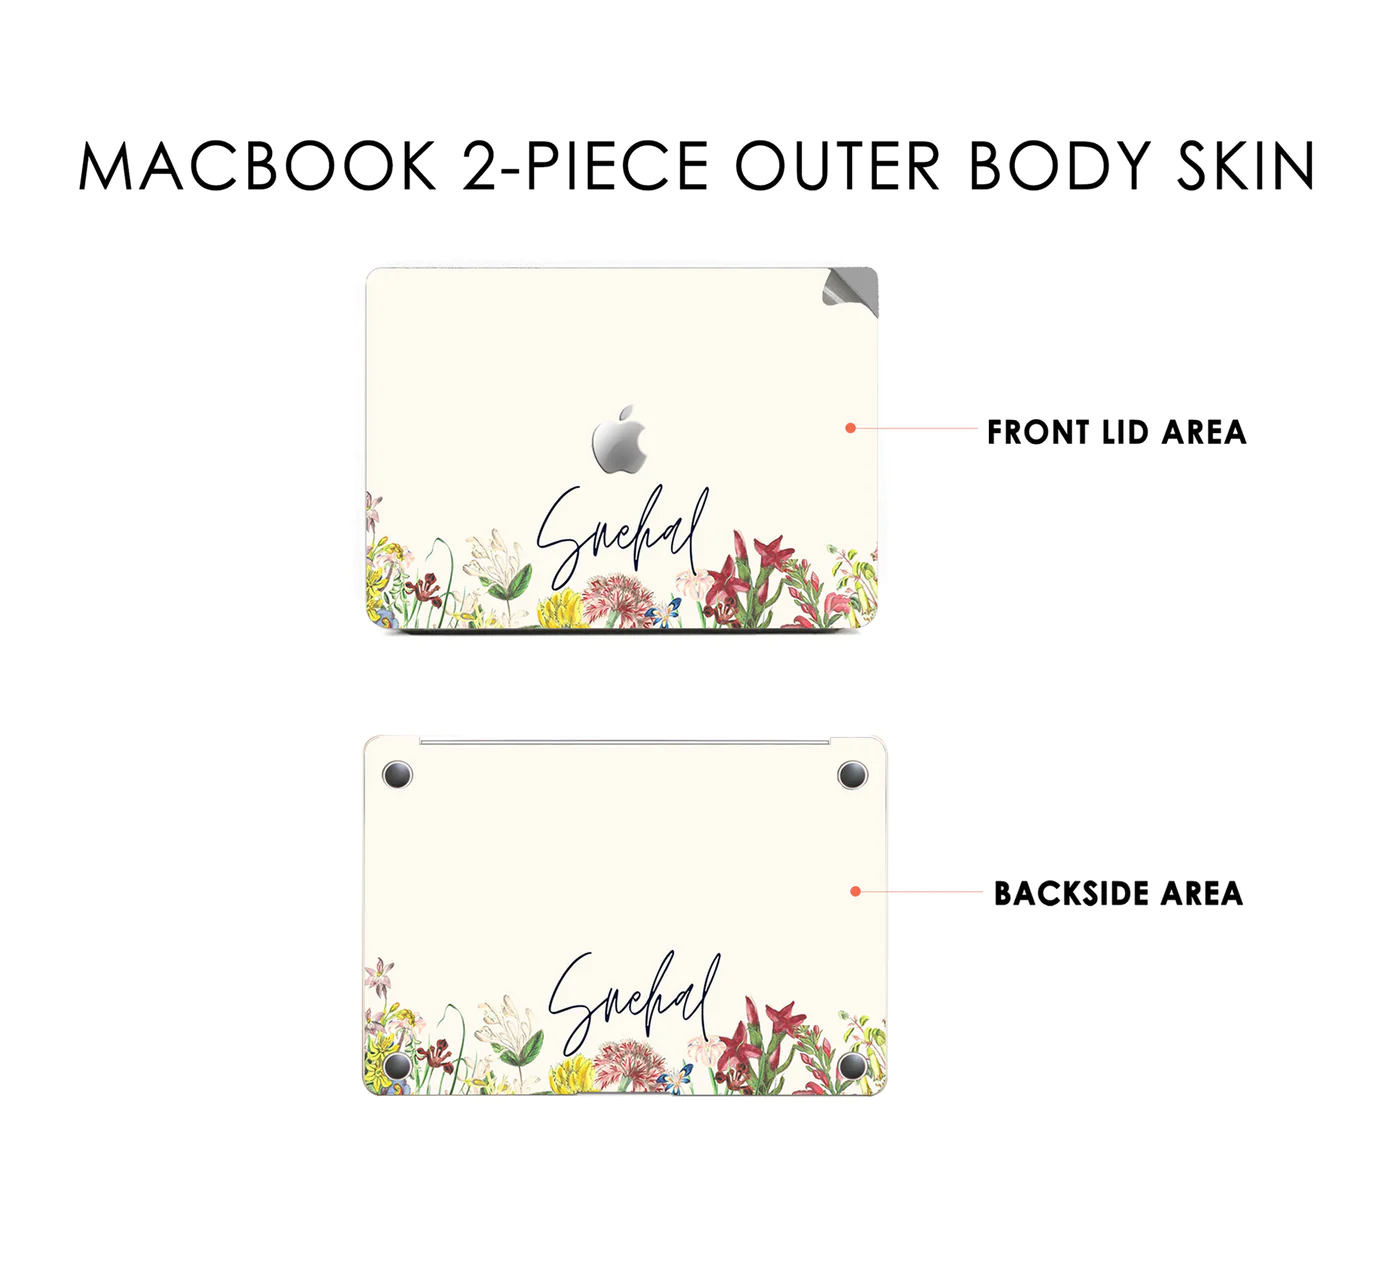 MACBOOK 2-PIECE OUTER BODY SKIN
FRONT LID AREA
Snehal
BACKSIDE AREA
Snehal